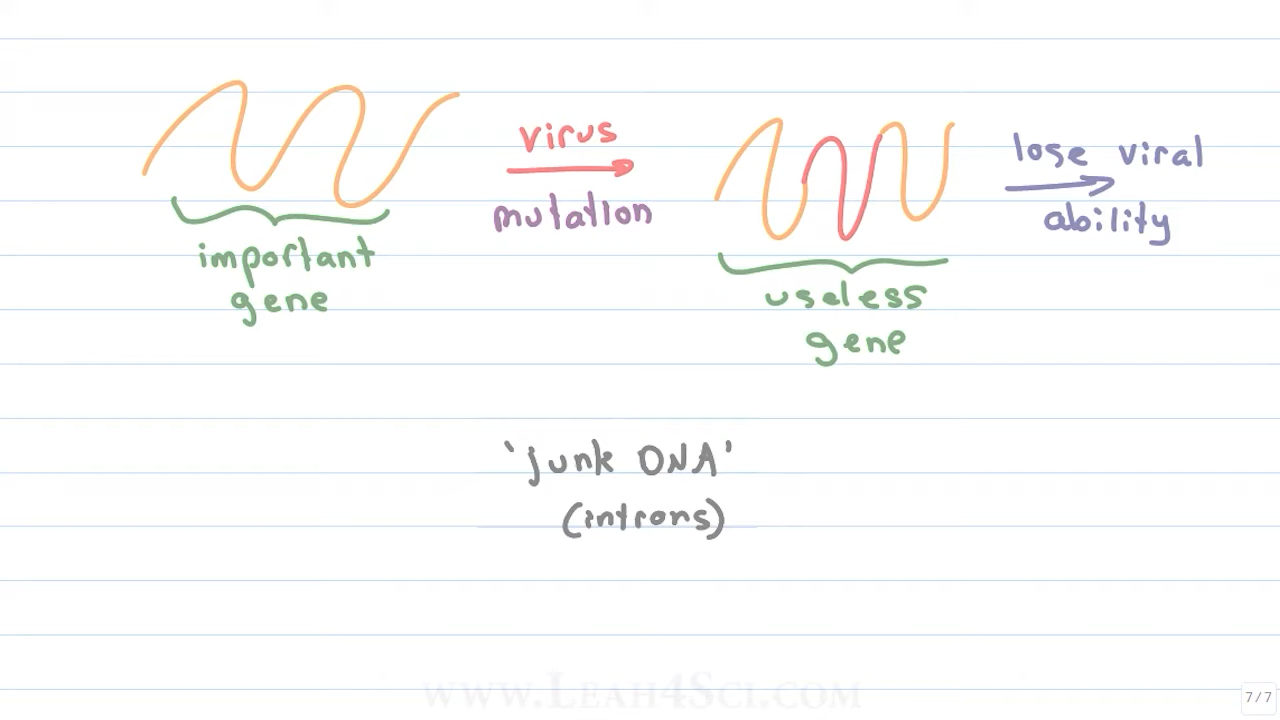 virus
mutation
important
gene
useless
gene
lose viral
ability
'junk DNA'
(introns)
www.Leah4Sci.com
7/7